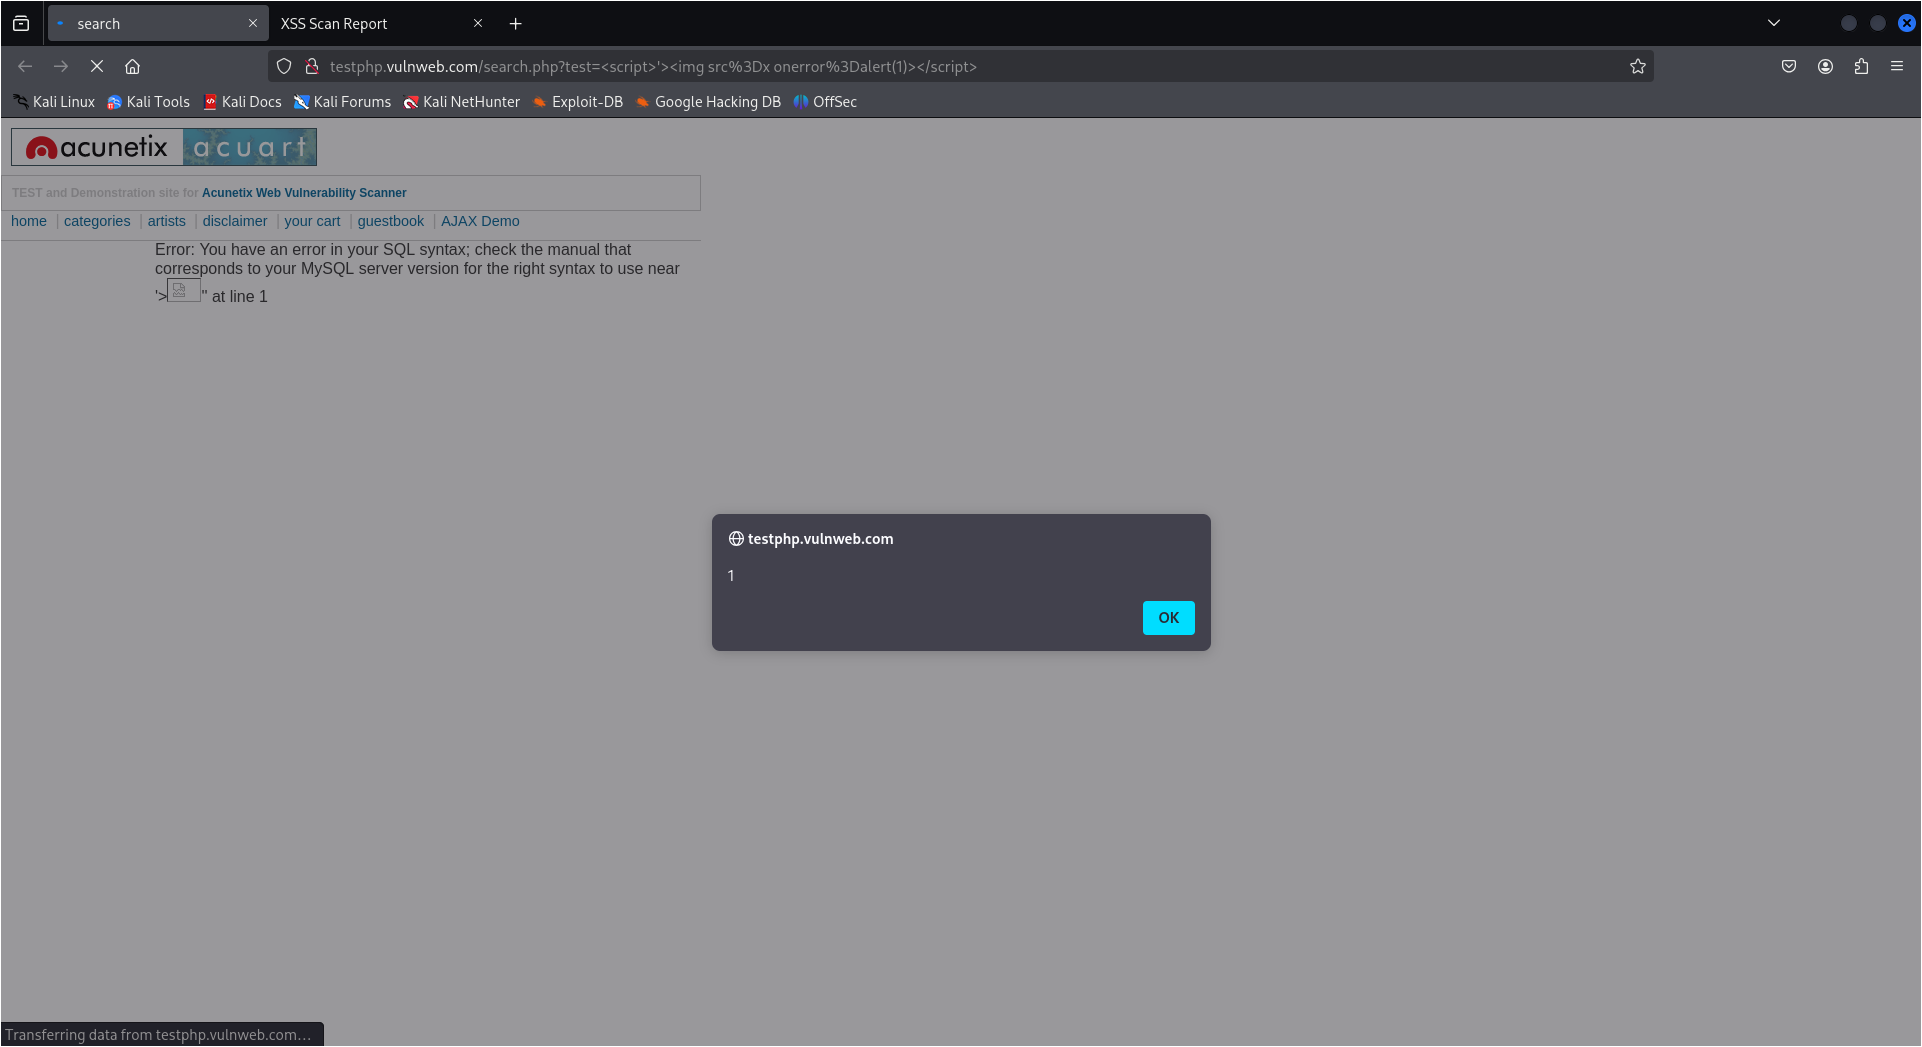 search
XSS Scan Report
testphp.vulnweb.com/search.php?test=<script>'><img src%3Dx onerror%3Dalert(1)></script>
Kali Linux Kali Tools Kali Docs Kali Forums Kali NetHunter Exploit-DB Google Hacking DB OffSec
acunetix acuart
TEST and Demonstration site for Acunetix Web Vulnerability Scanner
home | categories | artists | disclaimer | your cart | guestbook | AJAX Demo
Error: You have an error in your SQL syntax; check the manual that
corresponds to your MySQL server version for the right syntax to use near
'>" at line 1
testphp.vulnweb.com
1
OK
Transferring data from testphp.vulnweb.com…